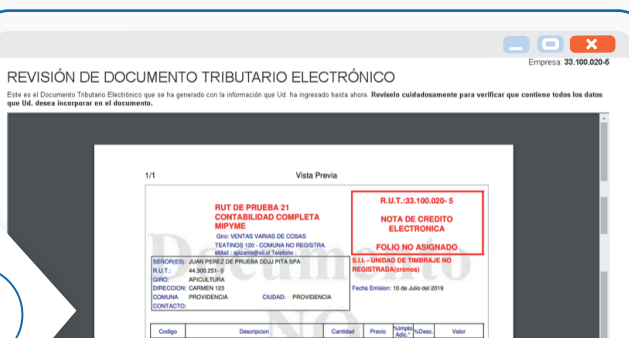 Empresa: 33.100.020-5
REVISIÓN DE DOCUMENTO TRIBUTARIO ELECTRÓNICO
Este es el Documento Tributario Electrónico que se ha generado con la información que Ud. ha ingresado hasta ahora. Revíselo cuidadosamente para verificar que contiene todos los datos
que Ud. desea incorporar en el documento.
1/1
Vista Previa
RUT DE PRUEBA 21
CONTABILIDAD COMPLETA
MIPYME
Giro: VENTAS VARIAS DE COSAS
TEATINOS 120 - COMUNA NO REGISTRA.
eMail : Telefono :
R.U.T.:33.100.020- 5
NOTA DE CREDITO
ELECTRONICA
FOLIO NO ASIGNADO
S.I.I. - UNIDAD DE TIMBRAJE NO
REGISTRADA(cronos)
Fecha Emision: 10 de Julio del 2019
SEÑOR(ES): JUAN PEREZ DE PRUEBA DDJJ PITA SPA
R.U.T.: 44.300.251- 0
GIRO: APICULTURA
DIRECCION: CARMEN 123
COMUNA PROVIDENCIA CIUDAD: PROVIDENCIA
CONTACTO:
Documento
NO
Codigo Descripcion Cantidad Precio %Impto Adic.* %Desc. Valor